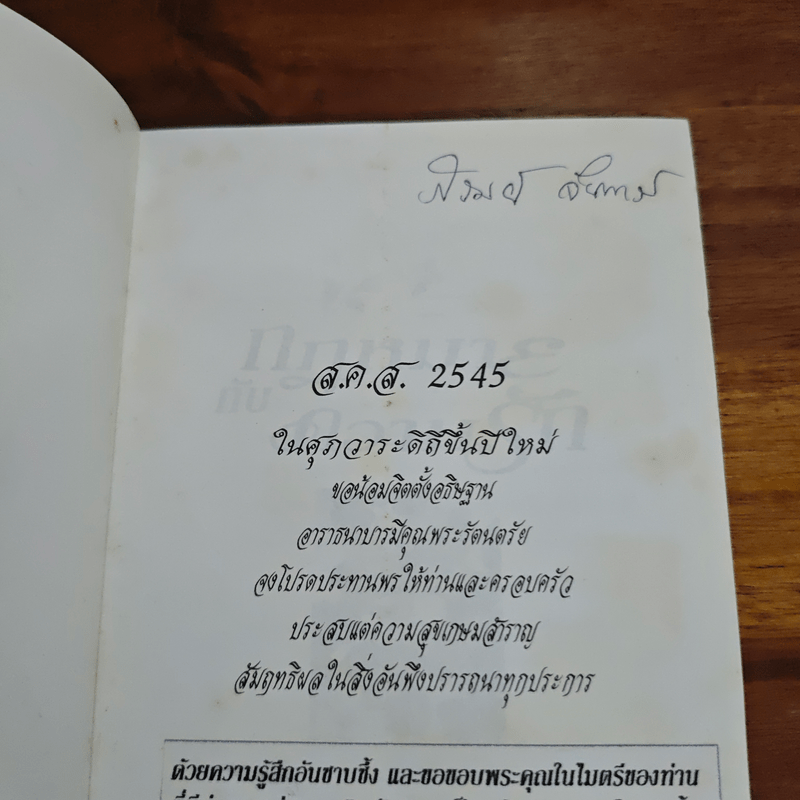 ส.ค.ส. 2545
ในศุภวาระดิถีขึ้นปีใหม่
ขอน้อมจิตตั้งอธิษฐาน
อาราธนาบารมีคุณพระรัตนตรัย
จงโปรดประทานพรให้ท่านและครอบครัว
ประสบแต่ความสุขเกษมสำราญ
สัมฤทธิผลในสิ่งอันพึงปรารถนาทุกประการ
ด้วยความรู้สึกอันซาบซึ้ง และขอขอบพระคุณในไมตรีของท่าน